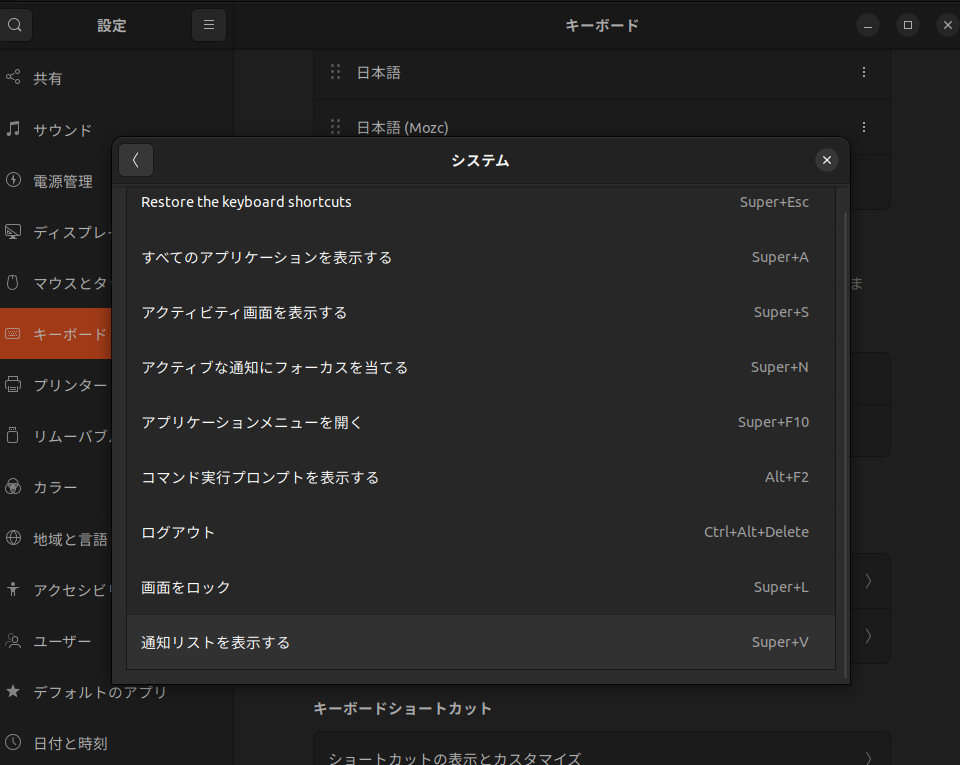 設定
キーボード
共有
サウンド
電源管理
ディスプレー
マウスとタ
キーボード
プリンター
リムーバブ
カラー
地域と言語
アクセシビ
ユーザー
デフォルトのアプリ
日付と時刻
日本語
日本語 (Mozc)
ま
システム
Restore the keyboard shortcuts
Super+Esc
すべてのアプリケーションを表示する
Super+A
アクティビティ画面を表示する
Super+S
アクティブな通知にフォーカスを当てる
Super+N
アプリケーションメニューを開く
Super+F10
コマンド実行プロンプトを表示する
Alt+F2
ログアウト
Ctrl+Alt+Delete
画面をロック
Super+L
通知リストを表示する
Super+V
キーボードショートカット
ショートカットの表示とカスタマイズ